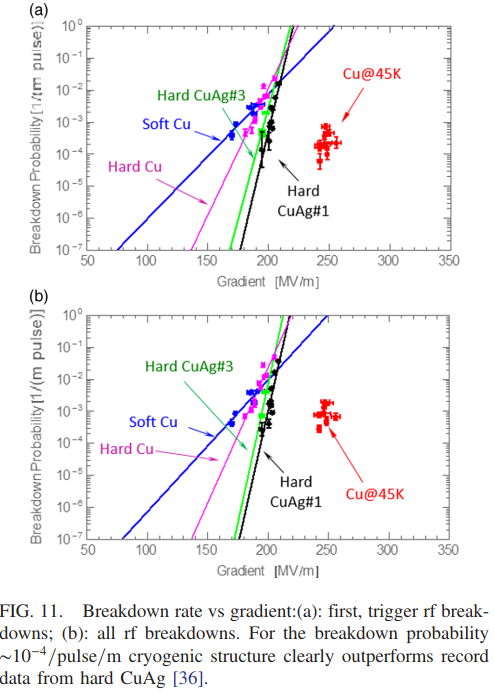 (a)
10^0
10^-1
10^-2
10^-3
10^-4
10^-5
10^-6
10^-7
Breakdown Probability [1/(m pulse)]
Hard CuAg#3
Soft Cu
Hard Cu
Cu@45K
Hard
CuAg#1
50 100 150 200 250 300 350
Gradient [MV/m]
(b)
10^0
10^-1
10^-2
10^-3
10^-4
10^-5
10^-6
10^-7
Breakdown Probability [1/(m pulse)]
Hard CuAg#3
Soft Cu
Hard Cu
Hard
CuAg#1
Cu@45K
50 100 150 200 250 300 350
Gradient [MV/m]
FIG. 11. Breakdown rate vs gradient:(a): first, trigger rf break-
downs; (b): all rf breakdowns. For the breakdown probability
∼10^−4/pulse/m cryogenic structure clearly outperforms record
data from hard CuAg [36].